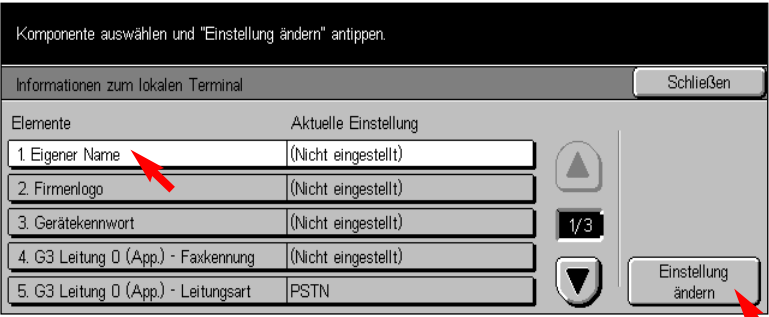 Komponente auswählen und "Einstellung ändern" antippen.
Informationen zum lokalen Terminal
Schließen
Elemente Aktuelle Einstellung
1. Eigener Name (Nicht eingestellt)
2. Firmenlogo (Nicht eingestellt)
3. Gerätekennwort (Nicht eingestellt)
1/3
4. G3 Leitung 0 (App.) - Faxkennung (Nicht eingestellt)
5. G3 Leitung 0 (App.) - Leitungsart PSTN
Einstellung
ändern